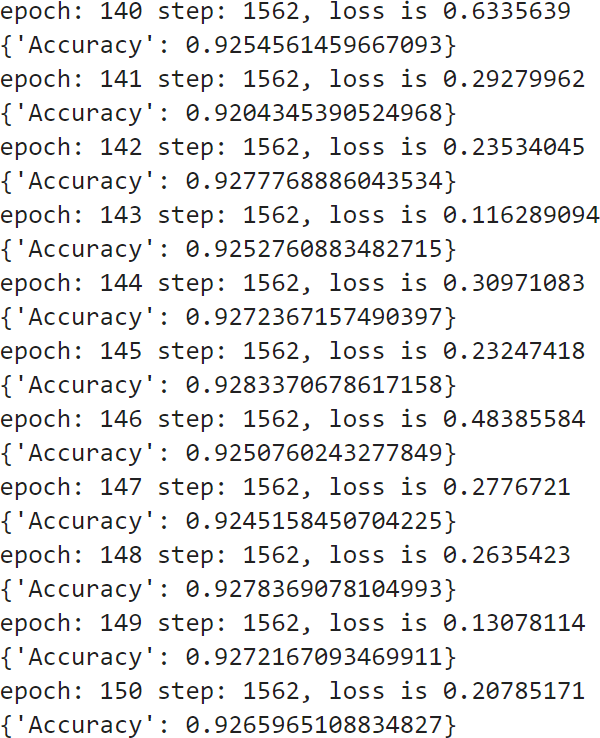 epoch: 140 step: 1562, loss is 0.6335639
{'Accuracy': 0.9254561459667093}
epoch: 141 step: 1562, loss is 0.29279962
{'Accuracy': 0.9204345390524968}
epoch: 142 step: 1562, loss is 0.23534045
{'Accuracy': 0.9277768886043534}
epoch: 143 step: 1562, loss is 0.116289094
{'Accuracy': 0.9252760883482715}
epoch: 144 step: 1562, loss is 0.30971083
{'Accuracy': 0.9272367157490397}
epoch: 145 step: 1562, loss is 0.23247418
{'Accuracy': 0.9283370678617158}
epoch: 146 step: 1562, loss is 0.48385584
{'Accuracy': 0.9250760243277849}
epoch: 147 step: 1562, loss is 0.2776721
{'Accuracy': 0.9245158450704225}
epoch: 148 step: 1562, loss is 0.2635423
{'Accuracy': 0.9278369078104993}
epoch: 149 step: 1562, loss is 0.13078114
{'Accuracy': 0.9272167093469911}
epoch: 150 step: 1562, loss is 0.20785171
{'Accuracy': 0.9265965108834827}